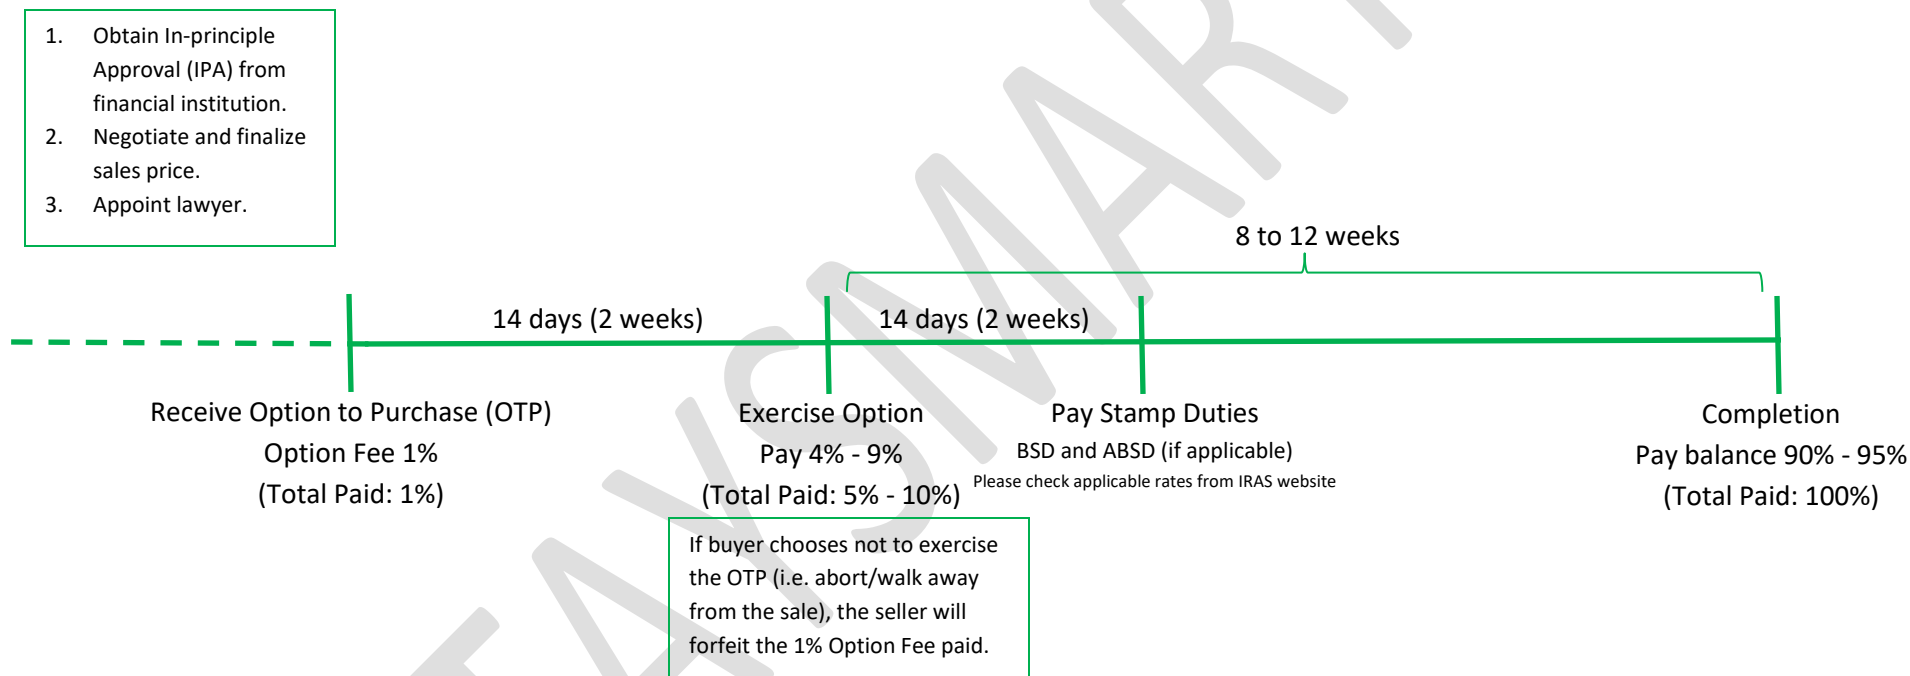 1. Obtain In-principle
Approval (IPA) from
financial institution.
2. Negotiate and finalize
sales price.
3. Appoint lawyer.
8 to 12 weeks
14 days (2 weeks)
14 days (2 weeks)
Receive Option to Purchase (OTP)
Option Fee 1%
(Total Paid: 1%)
Exercise Option
Pay 4% - 9%
(Total Paid: 5% - 10%)
If buyer chooses not to exercise
the OTP (i.e. abort/walk away
from the sale), the seller will
forfeit the 1% Option Fee paid.
Pay Stamp Duties
BSD and ABSD (if applicable)
Please check applicable rates from IRAS website
Completion
Pay balance 90% - 95%
(Total Paid: 100%)
TAYSMART